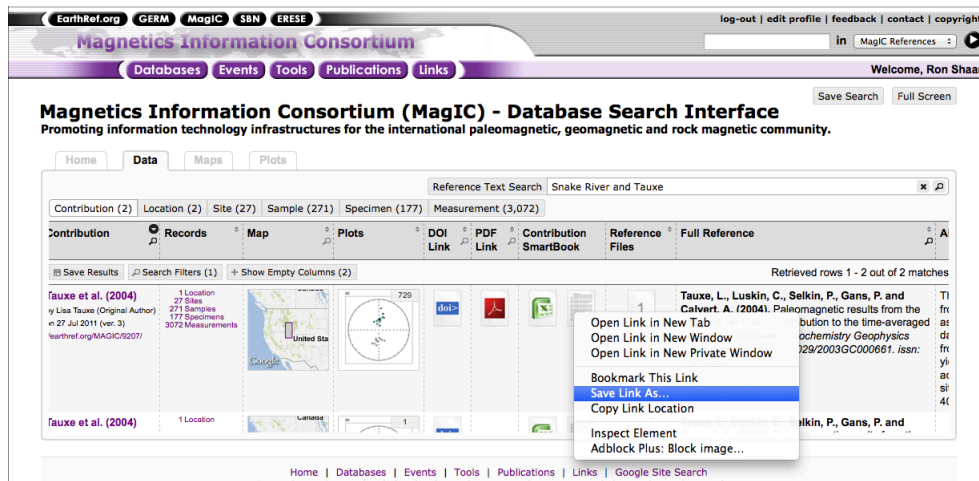 EarthRef.org GERM MagIC SBN ERESE
log-out | edit profile | feedback | contact | copyright
Magnetics Information Consortium
in MagIC References
Databases Events Tools Publications Links
Welcome, Ron Shaar
Save Search Full Screen
Magnetics Information Consortium (MagIC) - Database Search Interface
Promoting information technology infrastructures for the international paleomagnetic, geomagnetic and rock magnetic community.
Home Data Maps Plots
Reference Text Search Snake River and Tauxe
Contribution (2) Location (2) Site (27) Sample (271) Specimen (177) Measurement (3,072)
Contribution Records Map Plots DOI Link PDF Link Contribution SmartBook Reference Files Full Reference
Save Results Search Filters (1) + Show Empty Columns (2)
Retrieved rows 1 - 2 out of 2 matches
Tauxe et al. (2004)
by Lisa Tauxe (Original Author)
on 27 Jul 2011 (ver. 3)
/earthref.org/MAGIC/9207/
1 Location
27 Sites
271 Samples
177 Specimens
3072 Measurements
United Sta
Google
729
doi>
1
Tauxe, L., Luskin, C., Selkin, P., Gans, P. and
Calvert, A. (2004). Paleomagnetic results from the
bution to the time-averaged
ochemistry Geophysics
029/2003GC000661. issn:
Open Link in New Tab
Open Link in New Window
Open Link in New Private Window
Bookmark This Link
Save Link As...
Copy Link Location
Inspect Element
Adblock Plus: Block image...
Tauxe et al. (2004)
1 Location
Canada
1
elkin, P., Gans, P. and
Home | Databases | Events | Tools | Publications | Links | Google Site Search